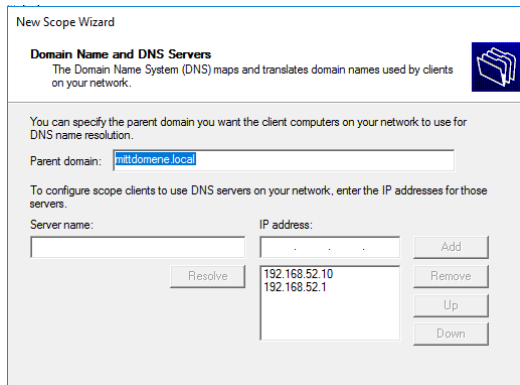 New Scope Wizard
Domain Name and DNS Servers
The Domain Name System (DNS) maps and translates domain names used by clients
on your network.
You can specify the parent domain you want the client computers on your network to use for
DNS name resolution.
Parent domain: mittdomene.local
To configure scope clients to use DNS servers on your network, enter the IP addresses for those
servers.
Server name: IP address:
. . . Add
Resolve 192.168.52.10 Remove
192.168.52.1
Up
Down